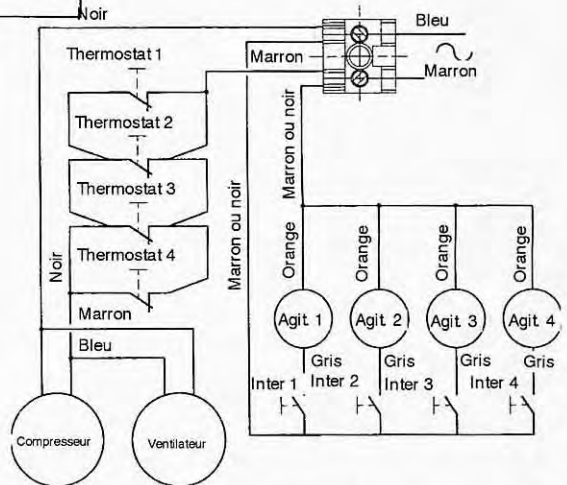 Noir
Bleu
Thermostat 1
Marron
Marron
Thermostat 2
Marron ou noir
Thermostat 3
Marron ou noir
Noir
Thermostat 4
Orange
Orange
Orange
Orange
Marron
Agit. 1
Agit. 2
Agit. 3
Agit. 4
Bleu
Gris
Gris
Gris
Gris
Inter 1
Inter 2
Inter 3
Inter 4
Compresseur
Ventilateur